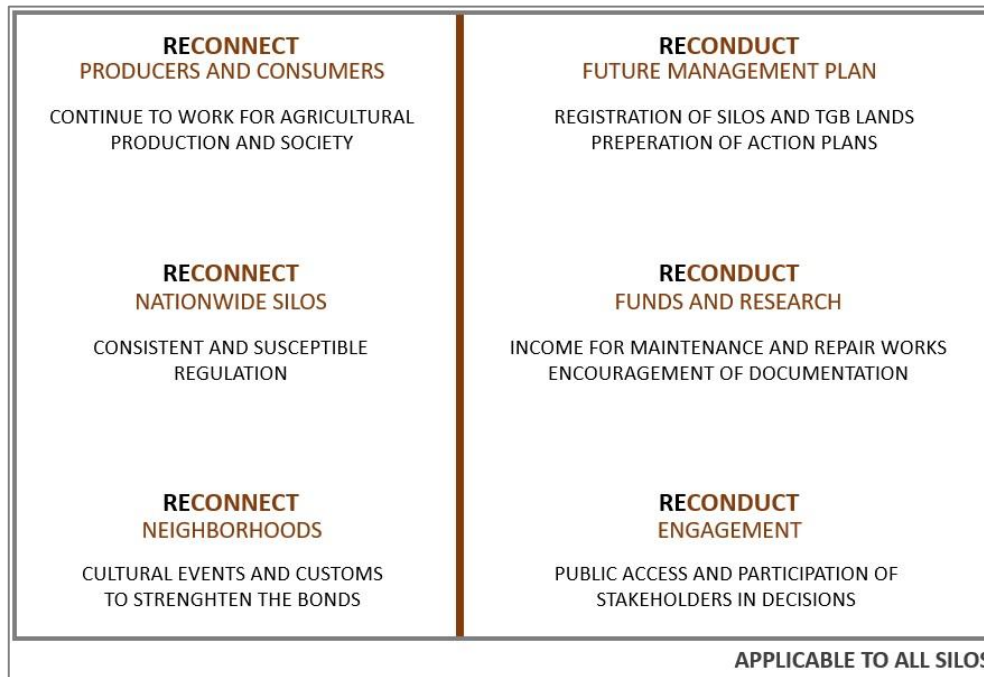 RECONNECT
PRODUCERS AND CONSUMERS
CONTINUE TO WORK FOR AGRICULTURAL
PRODUCTION AND SOCIETY
RECONNECT
NATIONWIDE SILOS
CONSISTENT AND SUSCEPTIBLE
REGULATION
RECONNECT
NEIGHBORHOODS
CULTURAL EVENTS AND CUSTOMS
TO STRENGHTEN THE BONDS
RECONDUCT
FUTURE MANAGEMENT PLAN
REGISTRATION OF SILOS AND TGB LANDS
PREPERATION OF ACTION PLANS
RECONDUCT
FUNDS AND RESEARCH
INCOME FOR MAINTENANCE AND REPAIR WORKS
ENCOURAGEMENT OF DOCUMENTATION
RECONDUCT
ENGAGEMENT
PUBLIC ACCESS AND PARTICIPATION OF
STAKEHOLDERS IN DECISIONS
APPLICABLE TO ALL SILOS